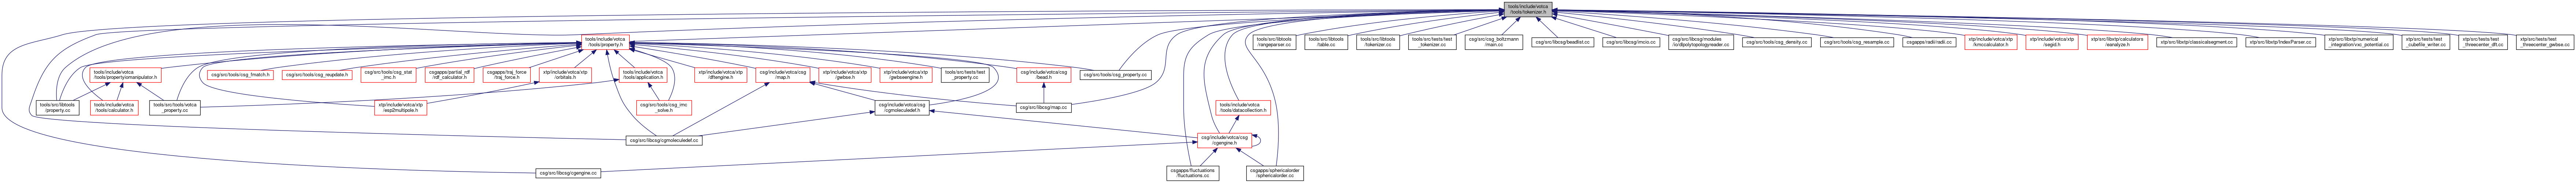 tools/include/votca
/tools/tokenizer.h
tools/include/votca
/tools/property.h
tools/src/libtools
/rangeparser.cc
tools/src/libtools
/table.cc
tools/src/libtools
/tokenizer.cc
tools/src/tests/test
_tokenizer.cc
csg/src/csg_boltzmann
/main.cc
csg/src/libcsg/beadlist.cc
csg/src/libcsg/imcio.cc
csg/src/libcsg/modules
/io/dlpoly/topologyreader.cc
csg/src/tools/csg_density.cc
csg/src/tools/csg_resample.cc
csgapps/radii/radii.cc
xtp/include/votca/xtp
/kmccalculator.h
xtp/include/votca/xtp
/segid.h
xtp/src/libxtp/calculators
/eanalyze.h
xtp/src/libxtp/classicalsegment.cc
xtp/src/libxtp/IndexParser.cc
xtp/src/libxtp/numerical
_integration/vxc_potential.cc
xtp/src/tests/test
_cubefile_writer.cc
xtp/src/tests/test
_threecenter_dft.cc
xtp/src/tests/test
_threecenter_gwbse.cc
tools/include/votca
/tools/propertyiomanipulator.h
csg/src/tools/csg_fmatch.h
csg/src/tools/csg_reupdate.h
csg/src/tools/csg_stat
_imc.h
csgapps/partial_rdf
/rdf_calculator.h
csgapps/traj_force
/traj_force.h
xtp/include/votca/xtp
/orbitals.h
tools/include/votca
/tools/application.h
xtp/include/votca/xtp
/dftengine.h
csg/include/votca/csg
/map.h
xtp/include/votca/xtp
/gwbse.h
xtp/include/votca/xtp
/gwbseengine.h
tools/src/tests/test
_property.cc
csg/include/votca/csg
/bead.h
csg/src/tools/csg_property.cc
tools/src/libtools
/property.cc
tools/include/votca
/tools/calculator.h
tools/src/tools/votca
_property.cc
xtp/include/votca/xtp
/esp2multipole.h
csg/src/tools/csg_imc
_solve.h
csg/include/votca/csg
/cgmoleculedef.h
csg/src/libcsg/map.cc
tools/include/votca
/tools/datacollection.h
csg/src/libcsg/cgmoleculedef.cc
csg/include/votca/csg
/cgengine.h
csg/src/libcsg/cgengine.cc
csgapps/fluctuations
/fluctuations.cc
csgapps/sphericalorder
/sphericalorder.cc